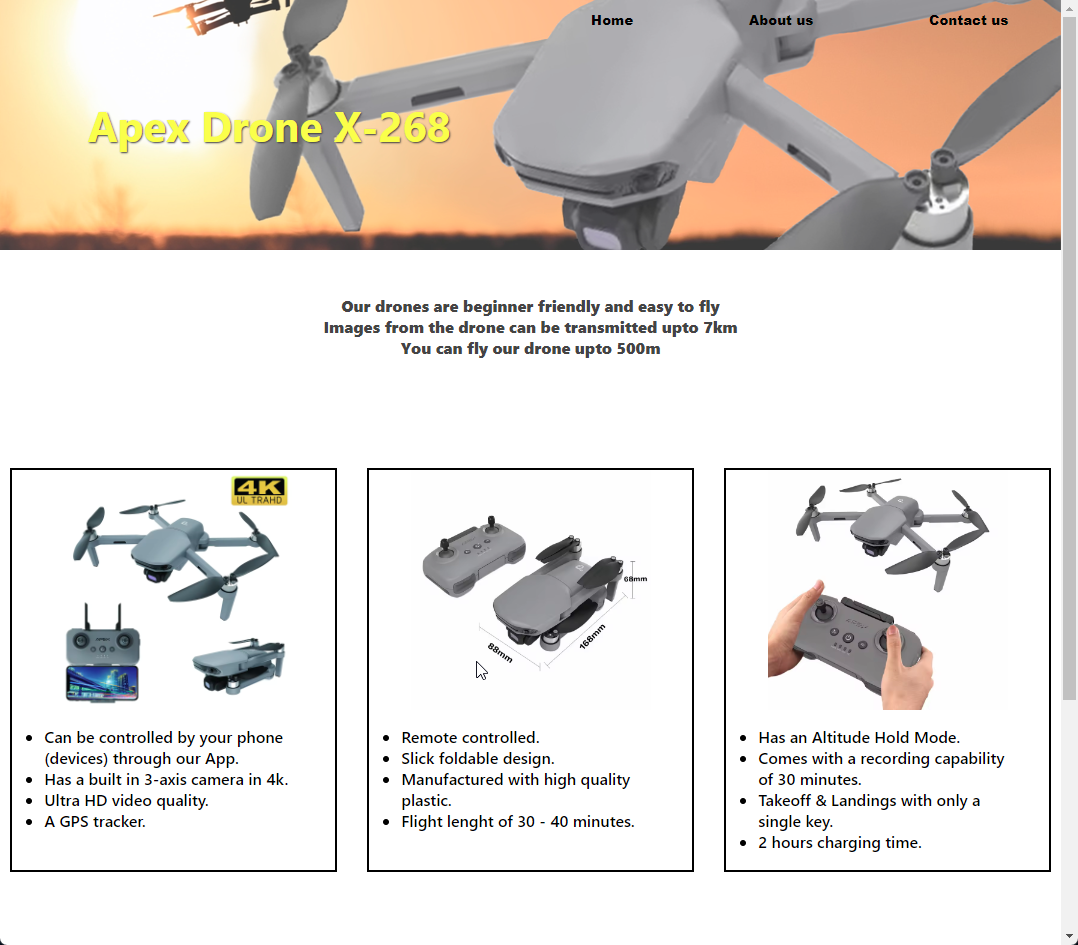 Home About us Contact us
Apex Drone X-268
Our drones are beginner friendly and easy to fly
Images from the drone can be transmitted upto 7km
You can fly our drone upto 500m
4K
UL TRAHD
Can be controlled by your phone
(devices) through our App.
Has a built in 3-axis camera in 4k.
Ultra HD video quality.
A GPS tracker.
68mm
88mm
168mm
Remote controlled.
Slick foldable design.
Manufactured with high quality
plastic.
Flight lenght of 30 - 40 minutes.
Has an Altitude Hold Mode.
Comes with a recording capability
of 30 minutes.
Takeoff & Landings with only a
single key.
2 hours charging time.